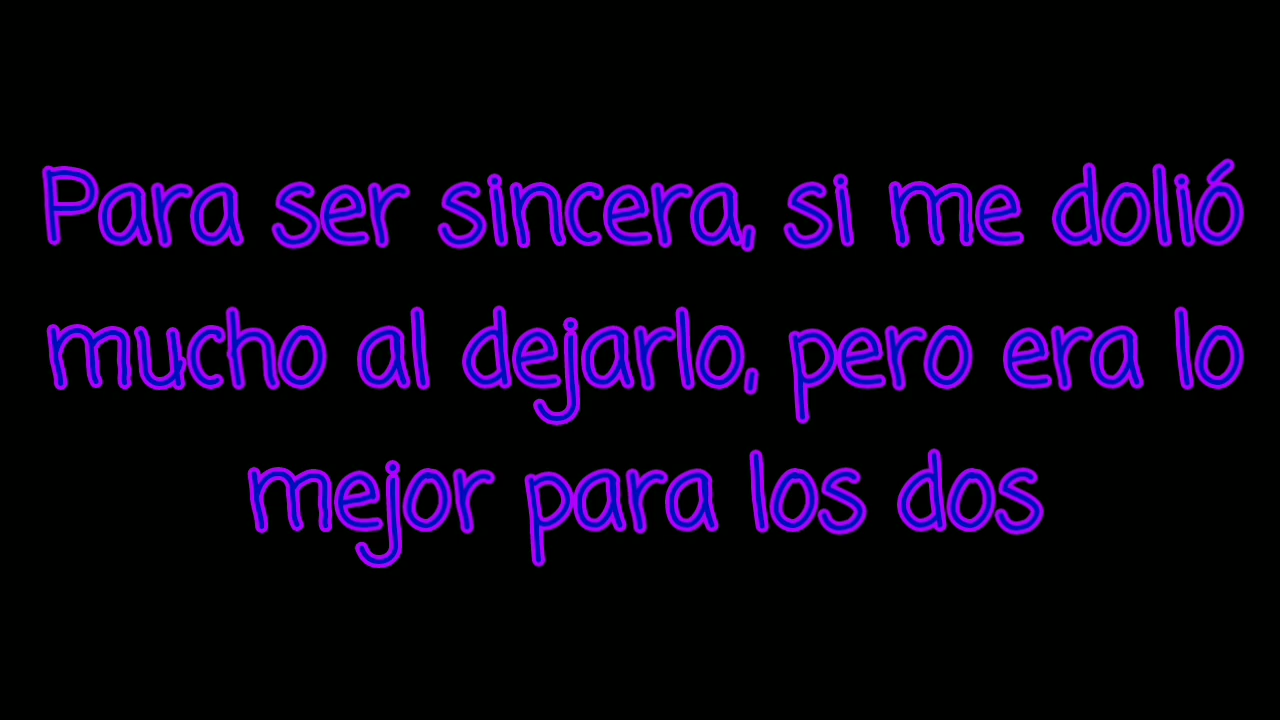 Para ser sincera, si me dolió
mucho al dejarlo, pero era lo
mejor para los dos